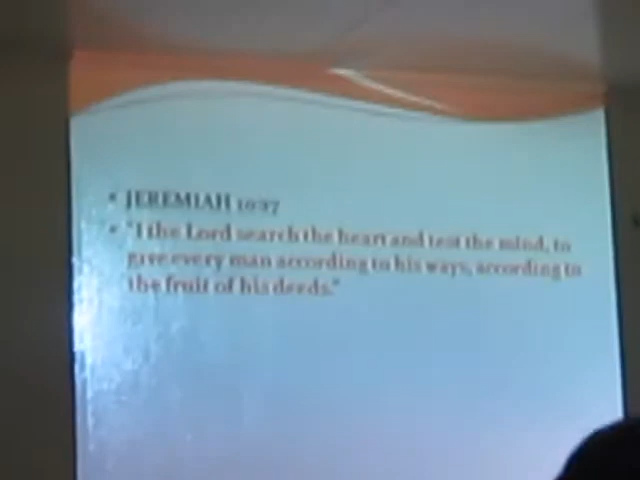 • JEREMIAH
• "I the Lord search the heart and test the mind, to
give every man according to his ways, according to
the fruit of his deeds."